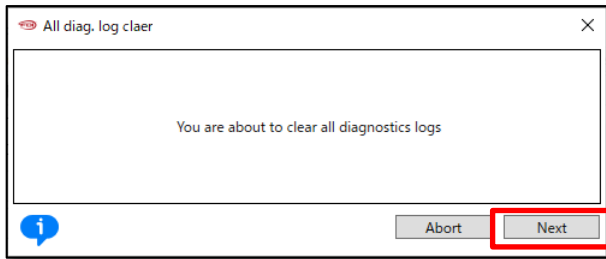 All diag. log claer
You are about to clear all diagnostics logs
Abort
Next